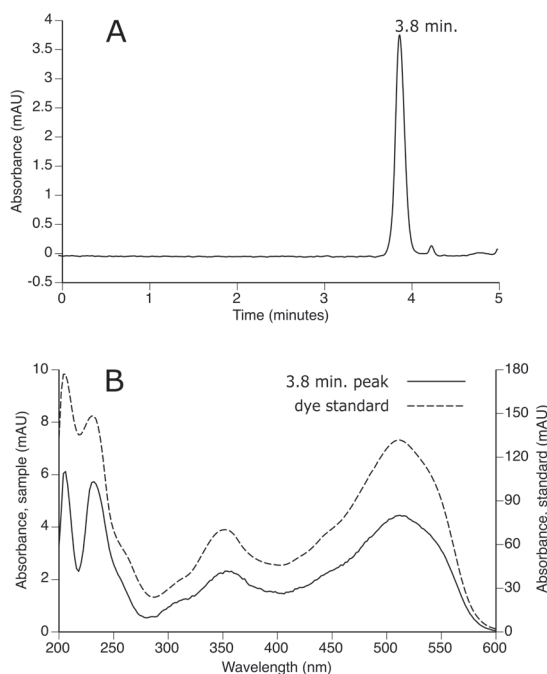 A
3.8 min.
4
3.5
3
2.5
2
1.5
1
0.5
0
-0.5
Absorbance (mAU)
0 1 2 3 4 5
Time (minutes)
B
3.8 min. peak
dye standard
10
8
6
4
2
0
Absorbance, sample (mAU)
180
150
120
90
60
30
0
Absorbance, standard (mAU)
200 250 300 350 400 450 500 550 600
Wavelength (nm)